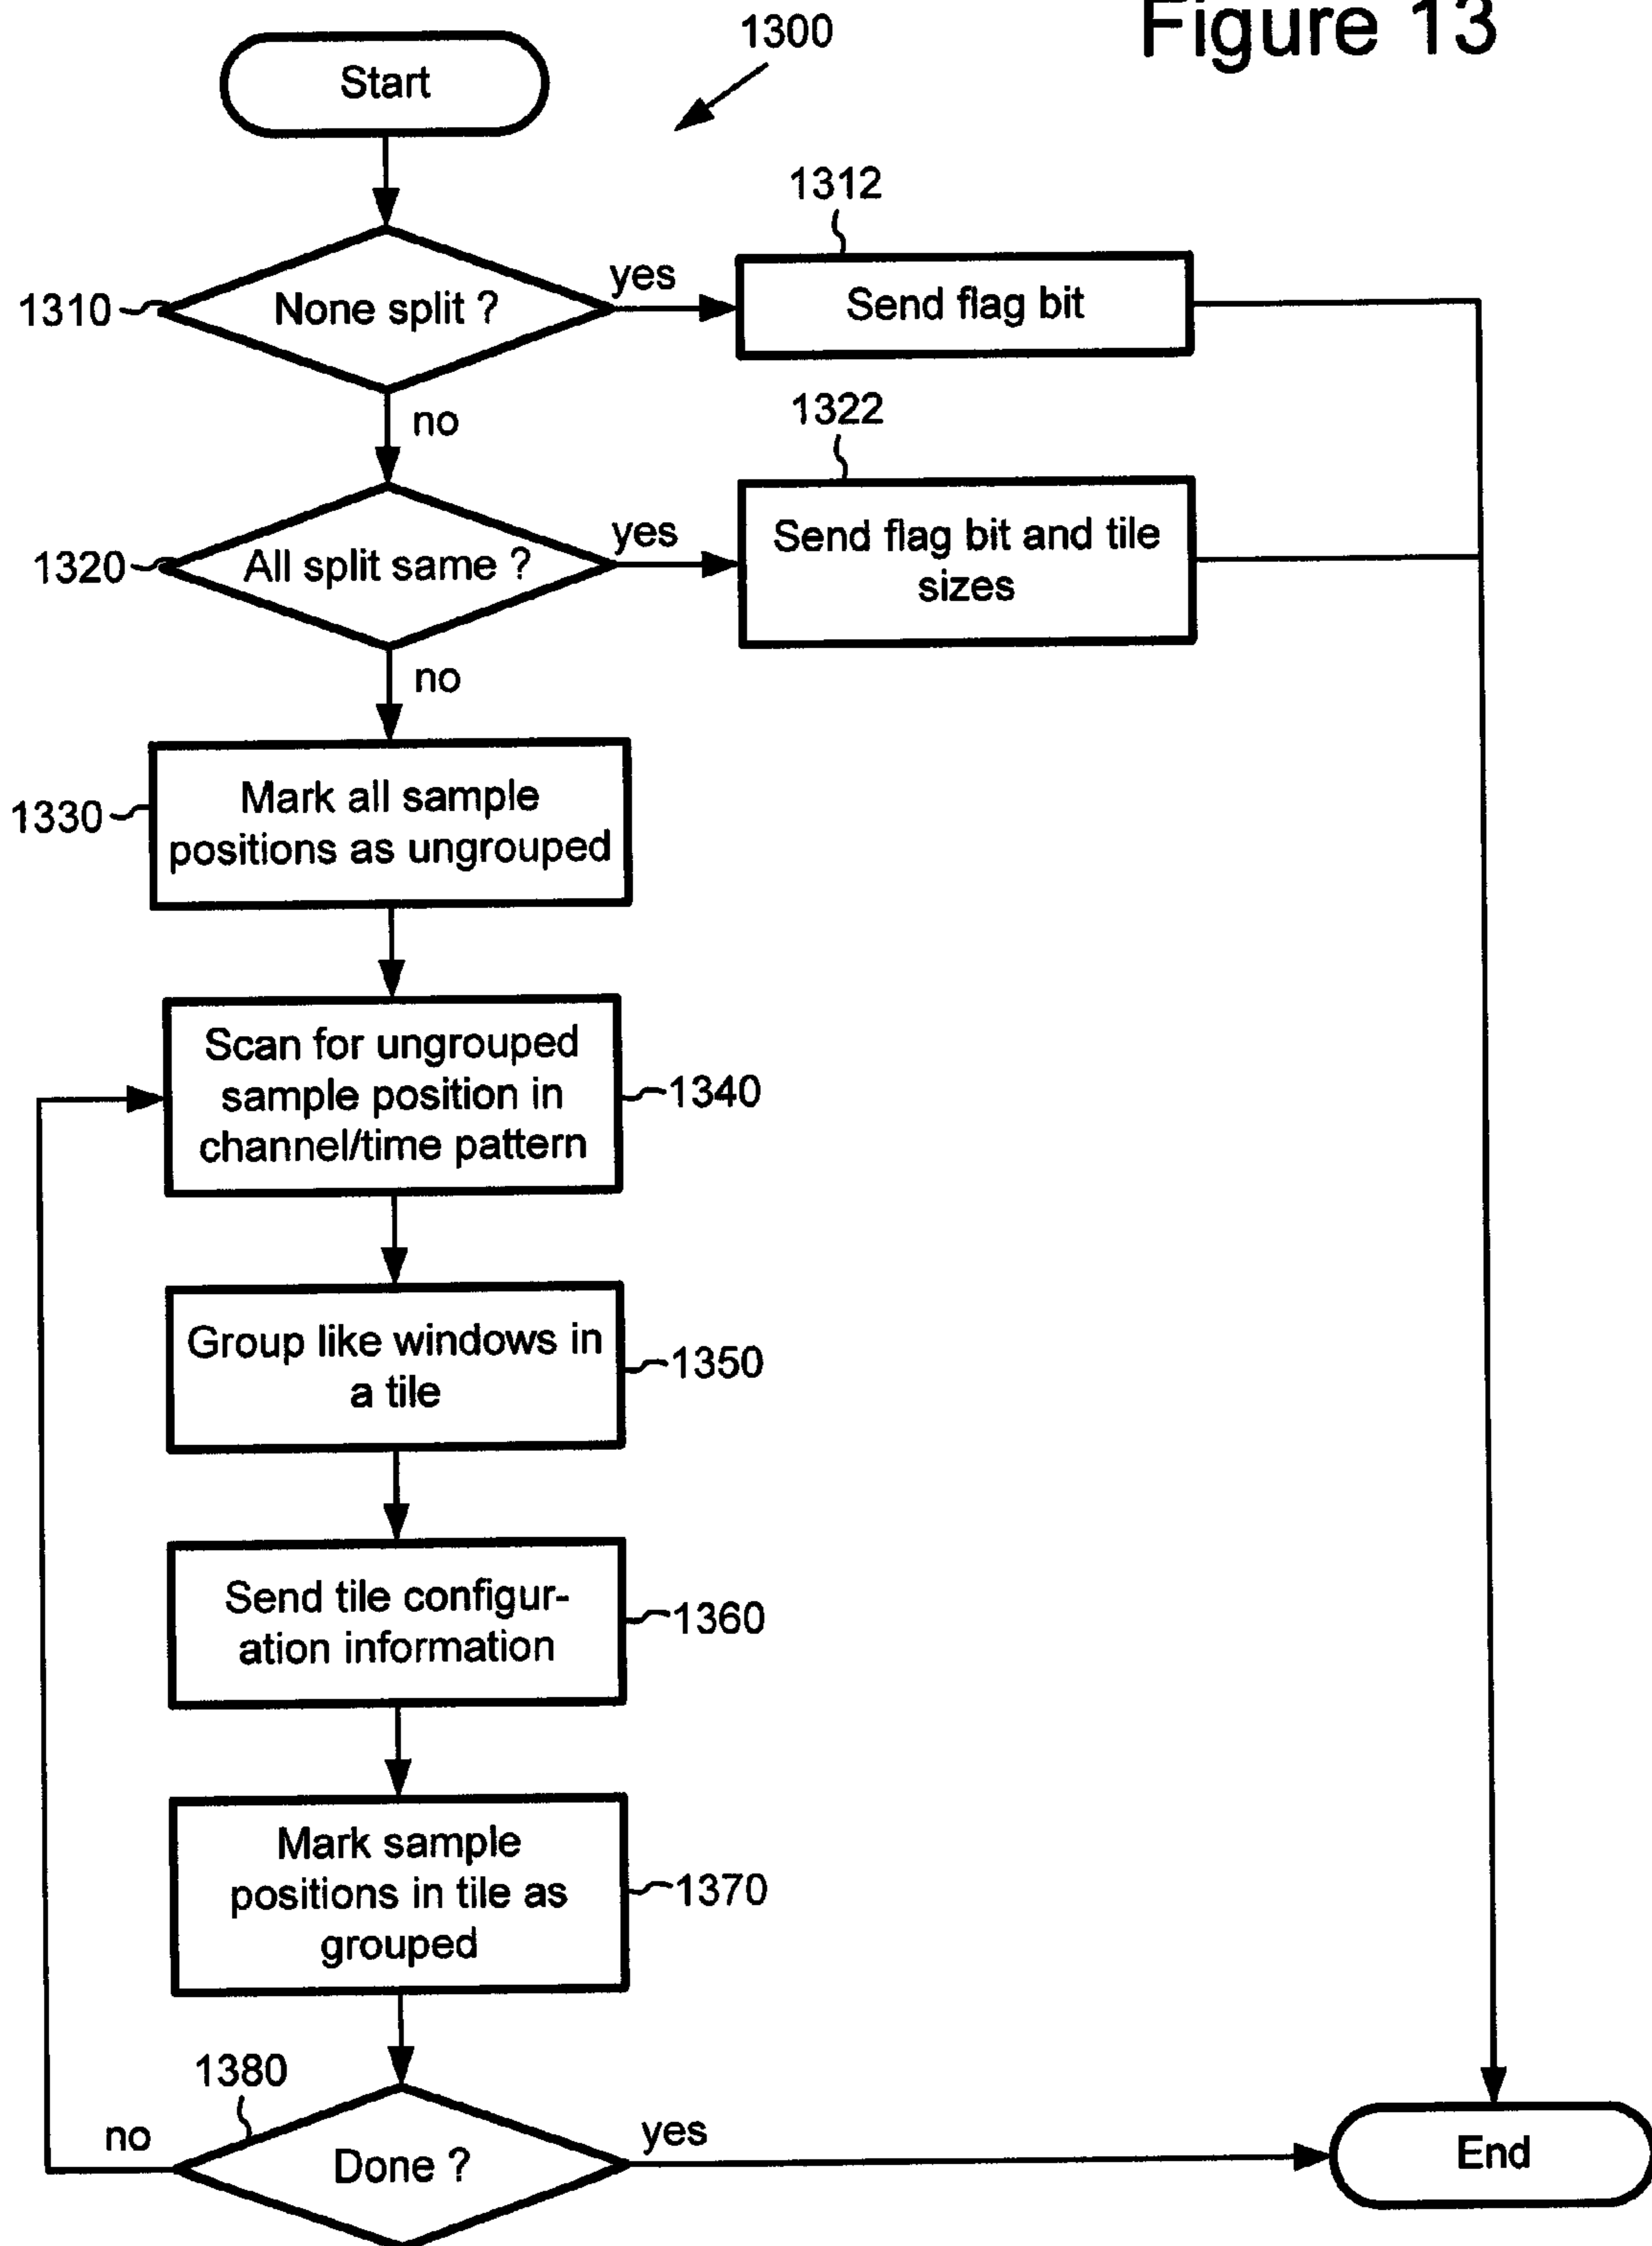 Figure 13
1300
Start
1310
None split ?
yes
1312
Send flag bit
no
1320
All split same ?
yes
1322
Send flag bit and tile
sizes
no
1330
Mark all sample
positions as ungrouped
Scan for ungrouped
sample position in
channel/time pattern
1340
Group like windows in
a tile
1350
Send tile configur-
ation information
1360
Mark sample
positions in tile as
grouped
1370
1380
no
Done ?
yes
End